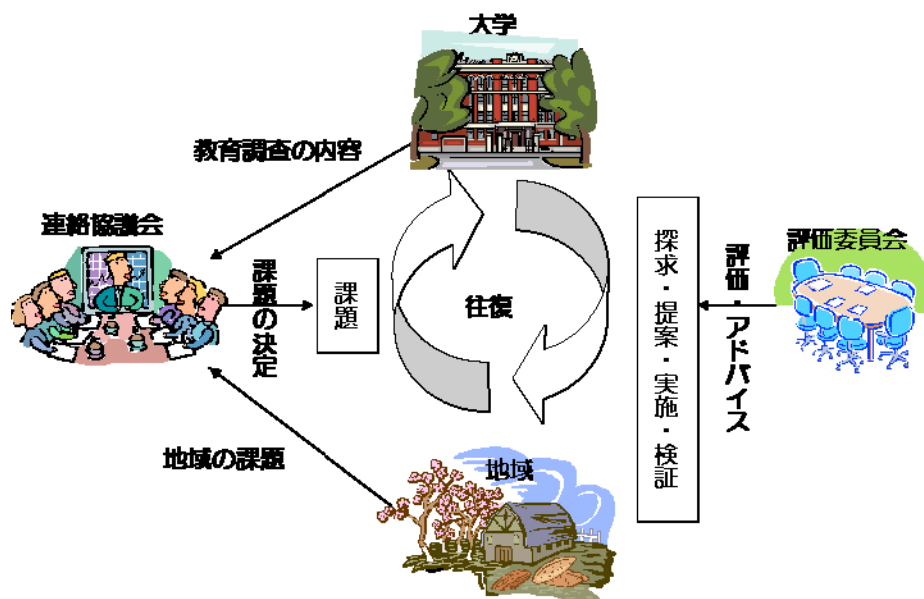 大学
教育調査の内容
連絡協議会
課題の決定
課題
往復
探求・提案・実施・検証
評価・アドバイス
評価委員会
地域の課題
地域